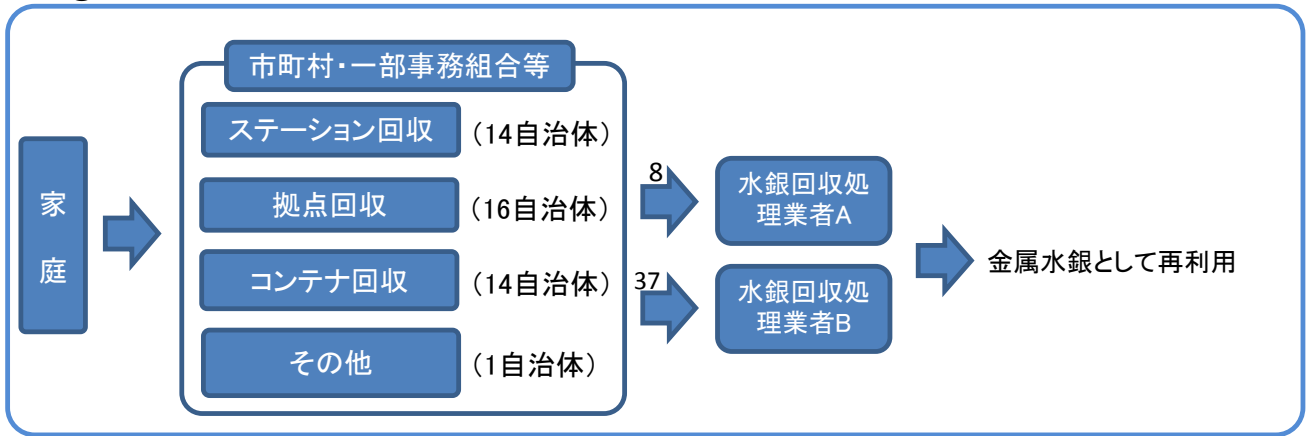 市町村・一部事務組合等
家
庭
ステーション回収 (14自治体)
拠点回収 (16自治体)
コンテナ回収 (14自治体)
その他 (1自治体)
8
水銀回収処
理業者A
37
水銀回収処
理業者B
金属水銀として再利用